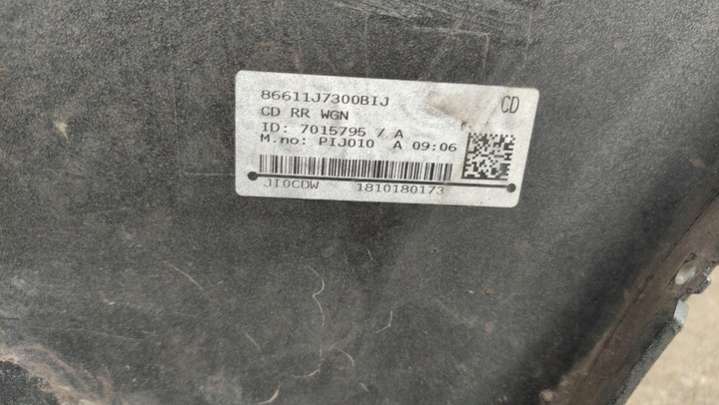 86611J7300BIJ
CD
CD RR WGN
ID: 7015795 / A
M.no: PIJ010 A 09:06
JI0CDW 1810180173